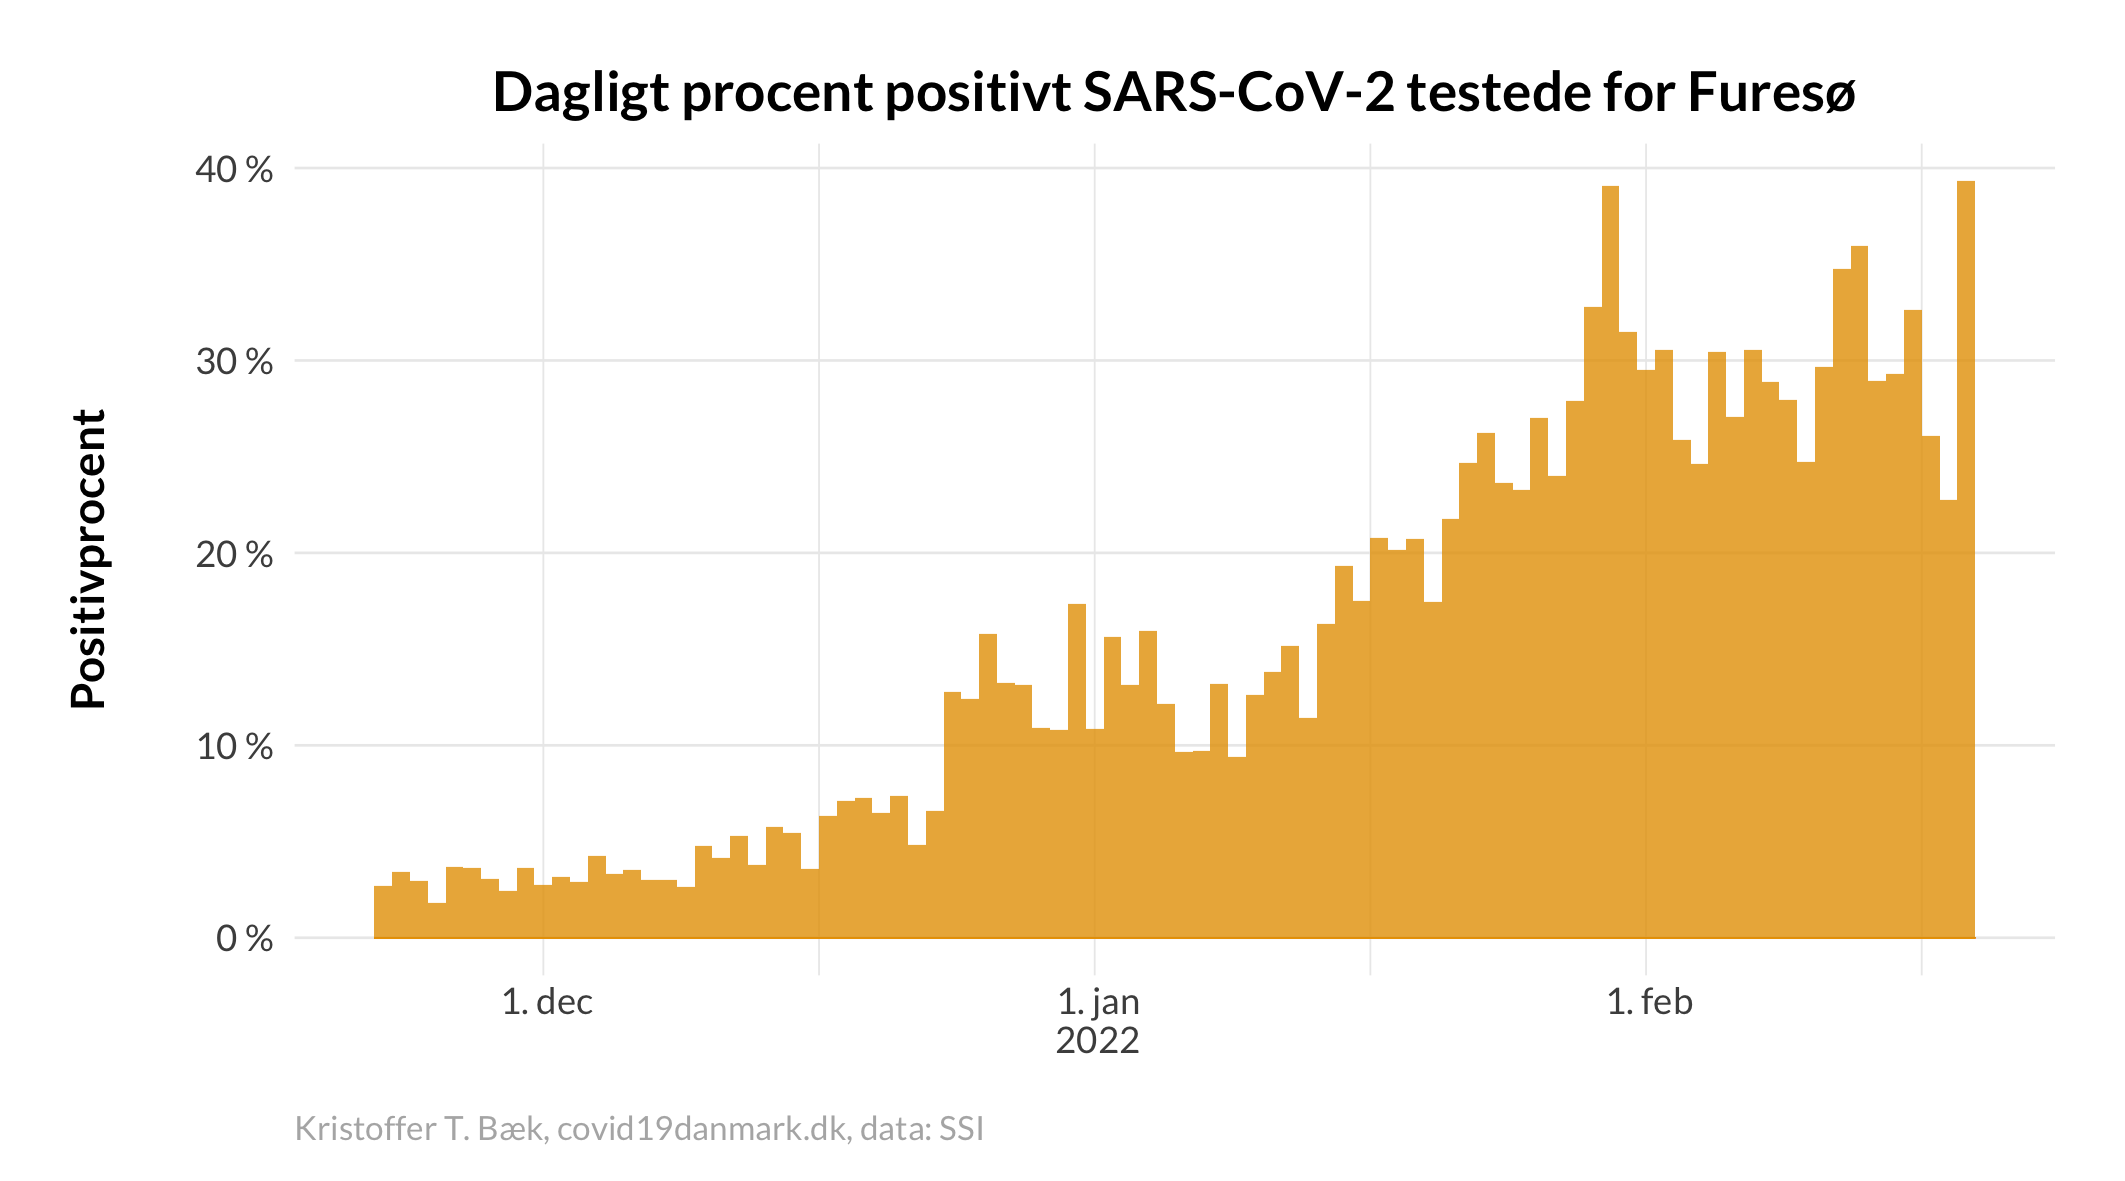 Dagligt procent positivt SARS-CoV-2 testede for Furesø
Positivprocent
40 %
30 %
20 %
10 %
0 %
1. dec
1. jan
2022
1. feb
Kristoffer T. Bæk, covid19danmark.dk, data: SSI